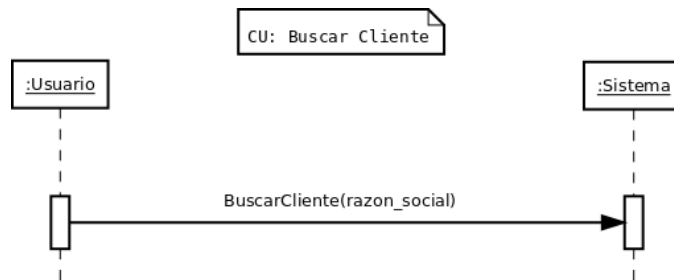 CU: Buscar Cliente
:Usuario
:Sistema
BuscarCliente(razon_social)